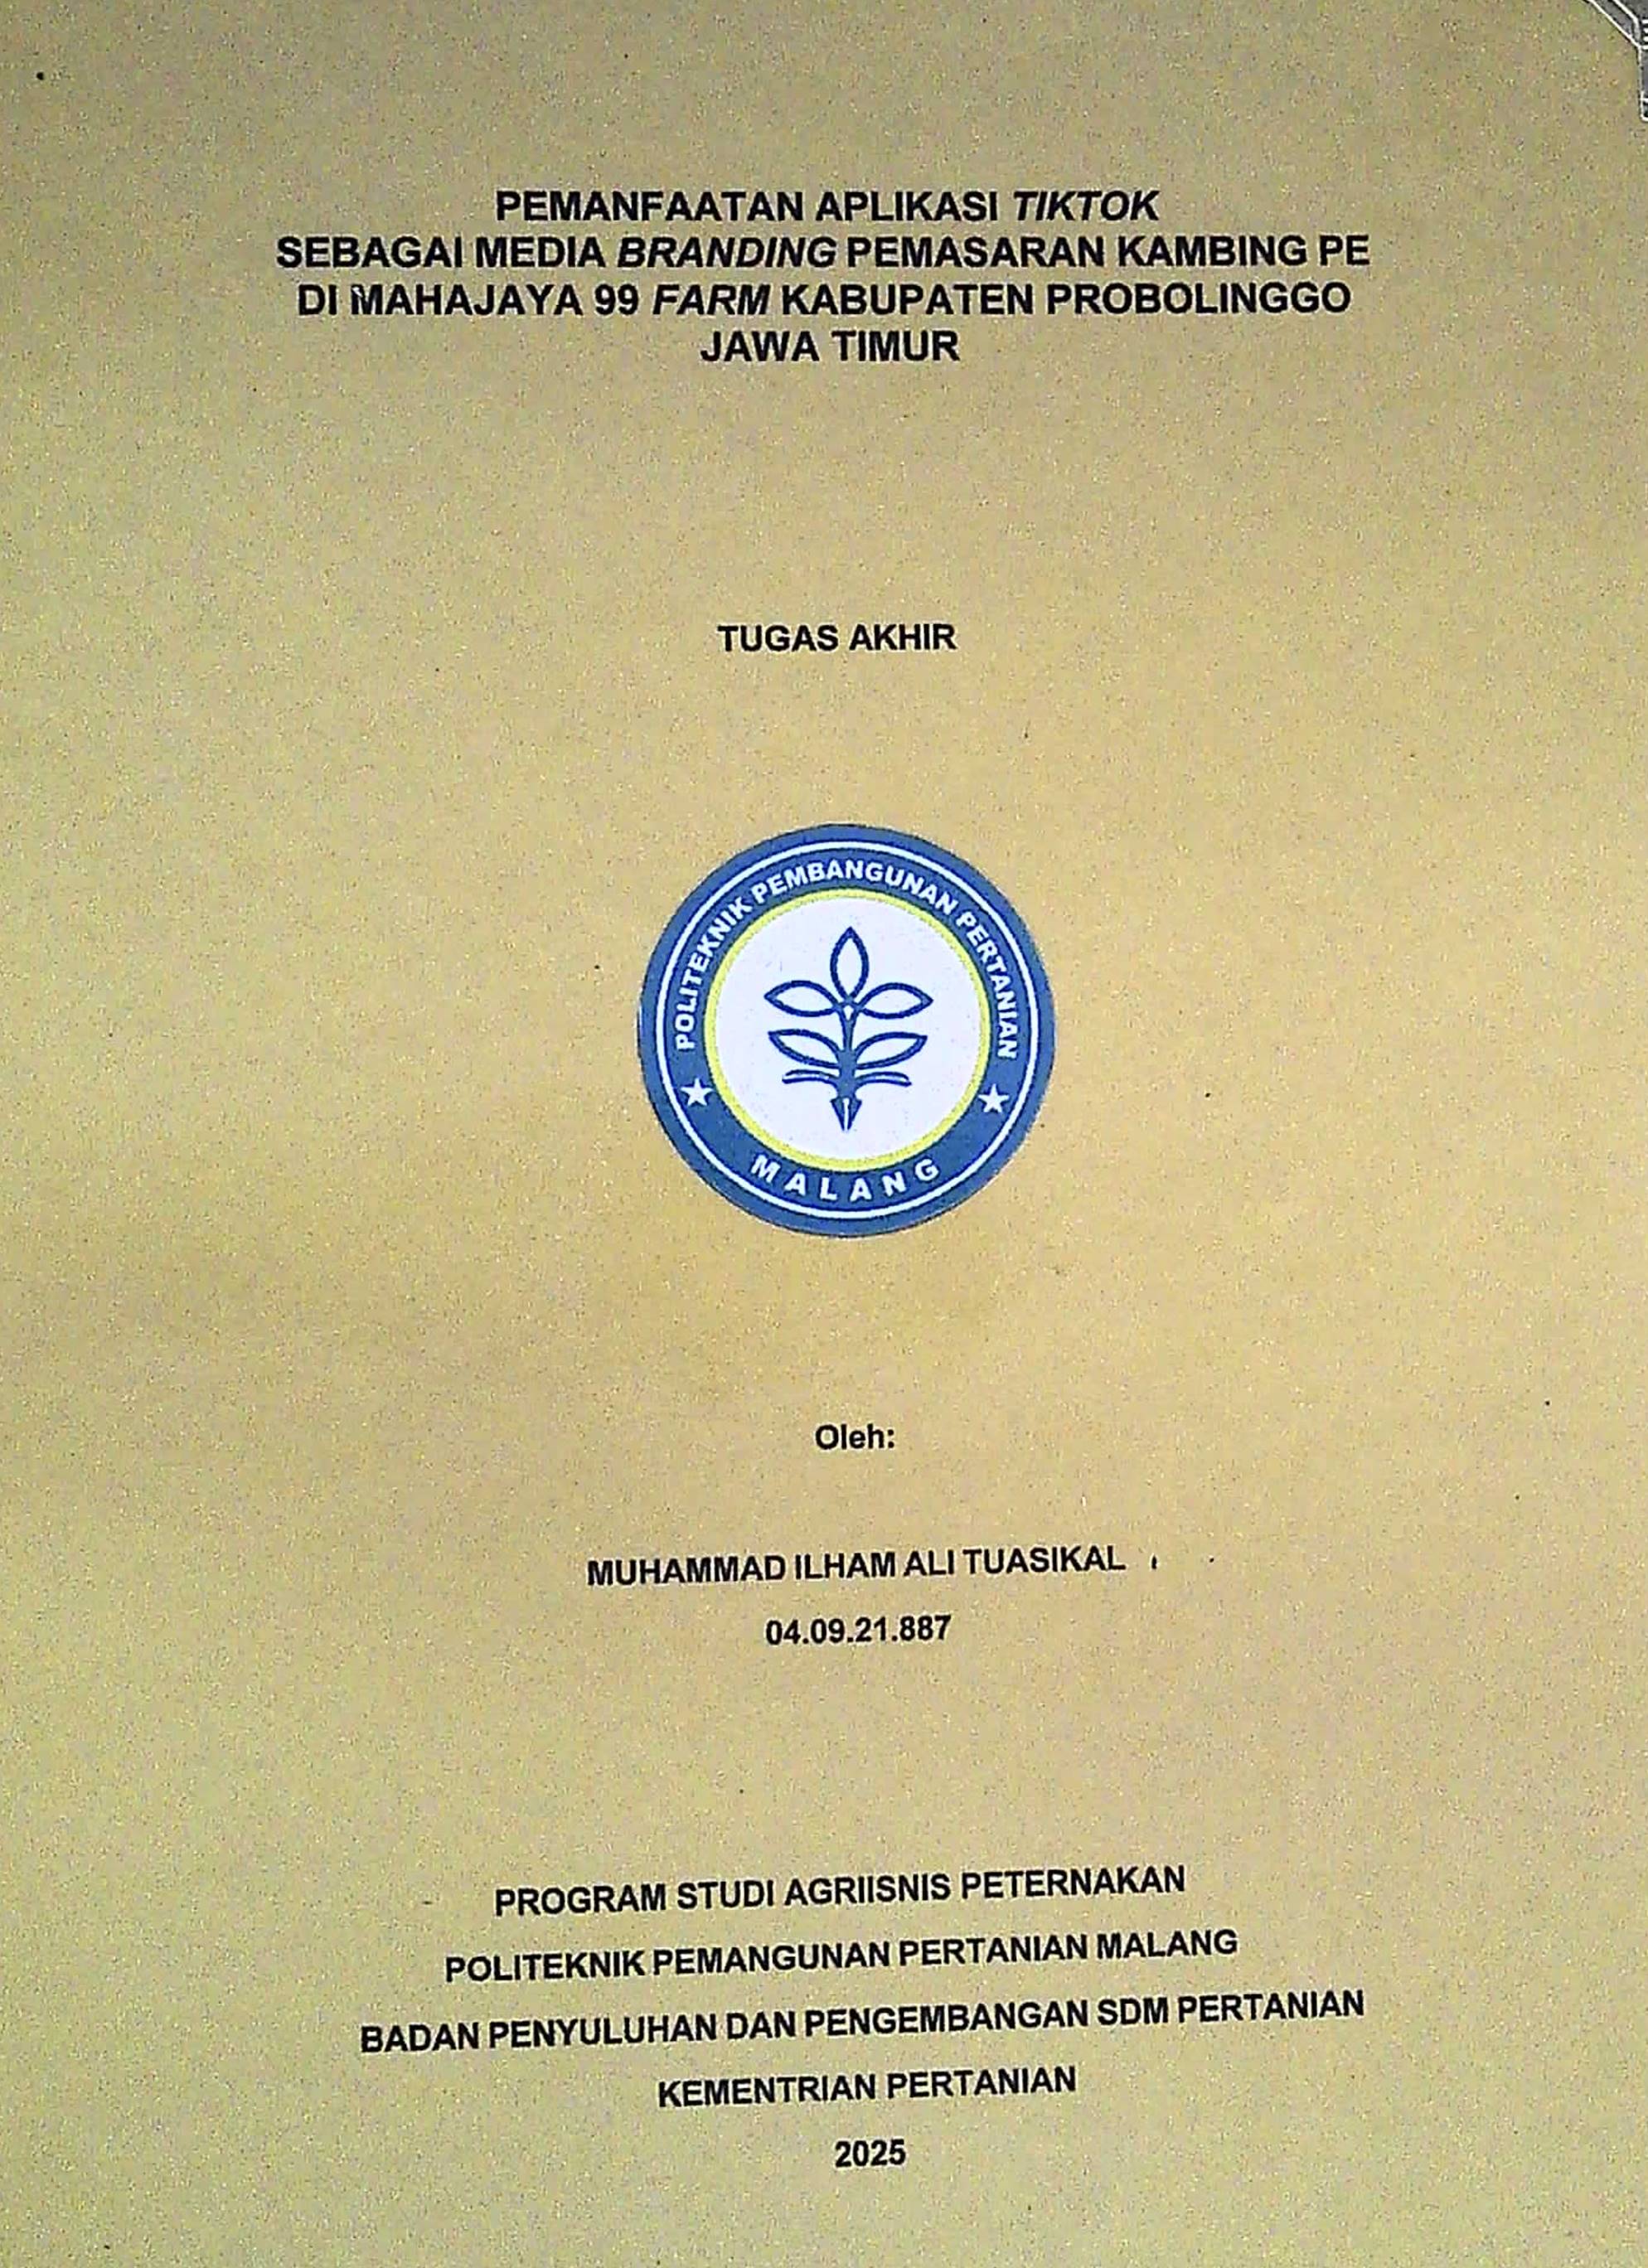 PEMANFAATAN APLIKASI TIKTOK
SEBAGAI MEDIA BRANDING PEMASARAN KAMBING PE
DI MAHAJAYA 99 FARM KABUPATEN PROBOLINGGO
JAWA TIMUR
TUGAS AKHIR
POLITEKNIK PEMBANGUNAN PERTANIAN
MALANG
Oleh:
MUHAMMAD ILHAM ALI TUASIKAL
04.09.21.887
PROGRAM STUDI AGRIISNIS PETERNAKAN
POLITEKNIK PEMANGUNAN PERTANIAN MALANG
BADAN PENYULUHAN DAN PENGEMBANGAN SDM PERTANIAN
KEMENTRIAN PERTANIAN
2025